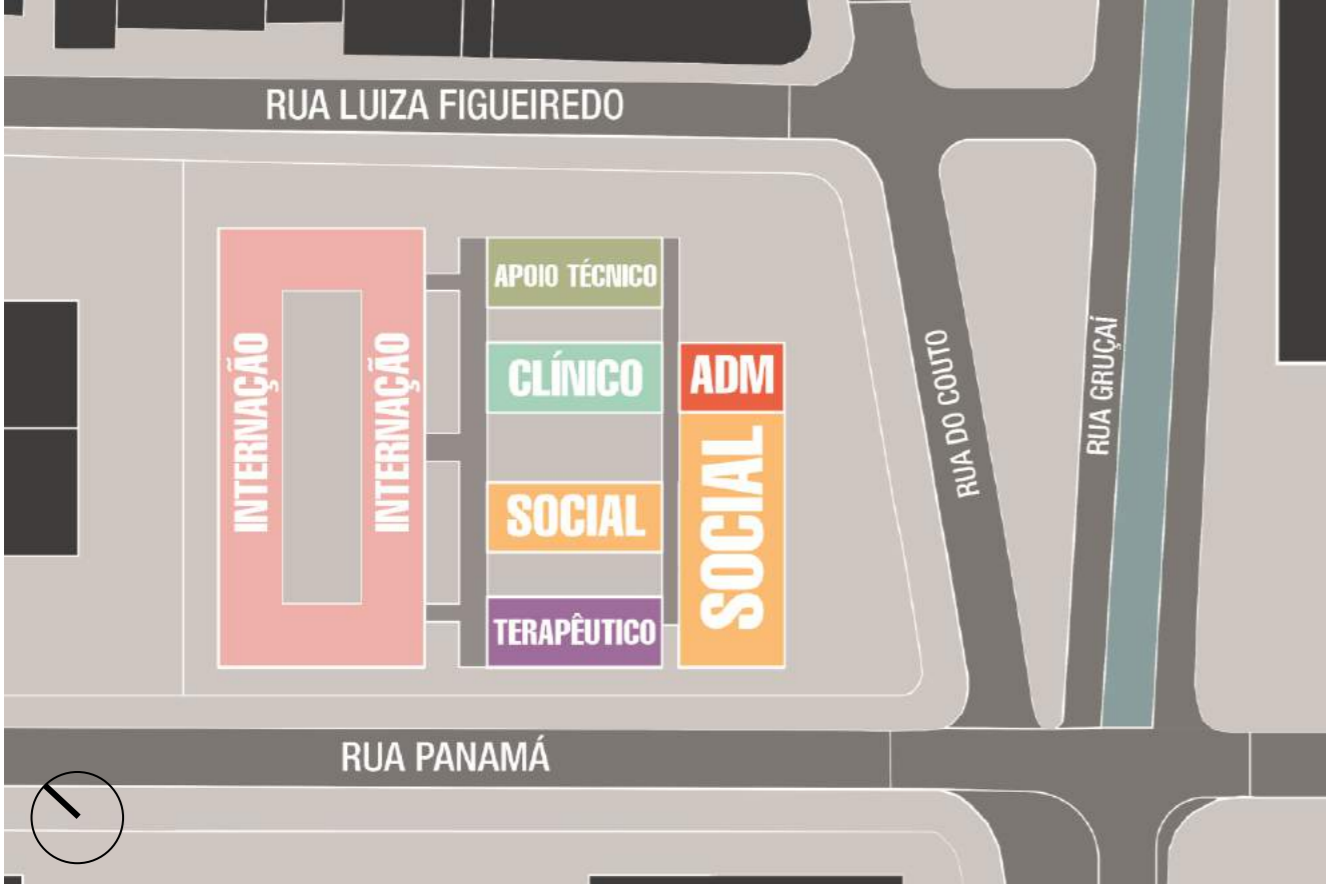 RUA LUIZA FIGUEIREDO
APOIO TÉCNICO
INTERNAÇÃO
INTERNAÇÃO
CLÍNICO
ADM
SOCIAL
SOCIAL
TERAPÊUTICO
RUA DO COUTO
RUA GRUÇAÍ
RUA PANAMÁ